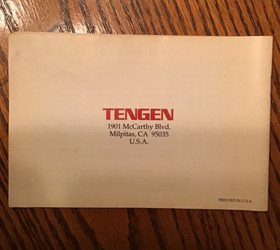 TENGEN
1901 McCarthy Blvd.
Milpitas, CA 95035
U.S.A.
PRINTED IN U.S.A.